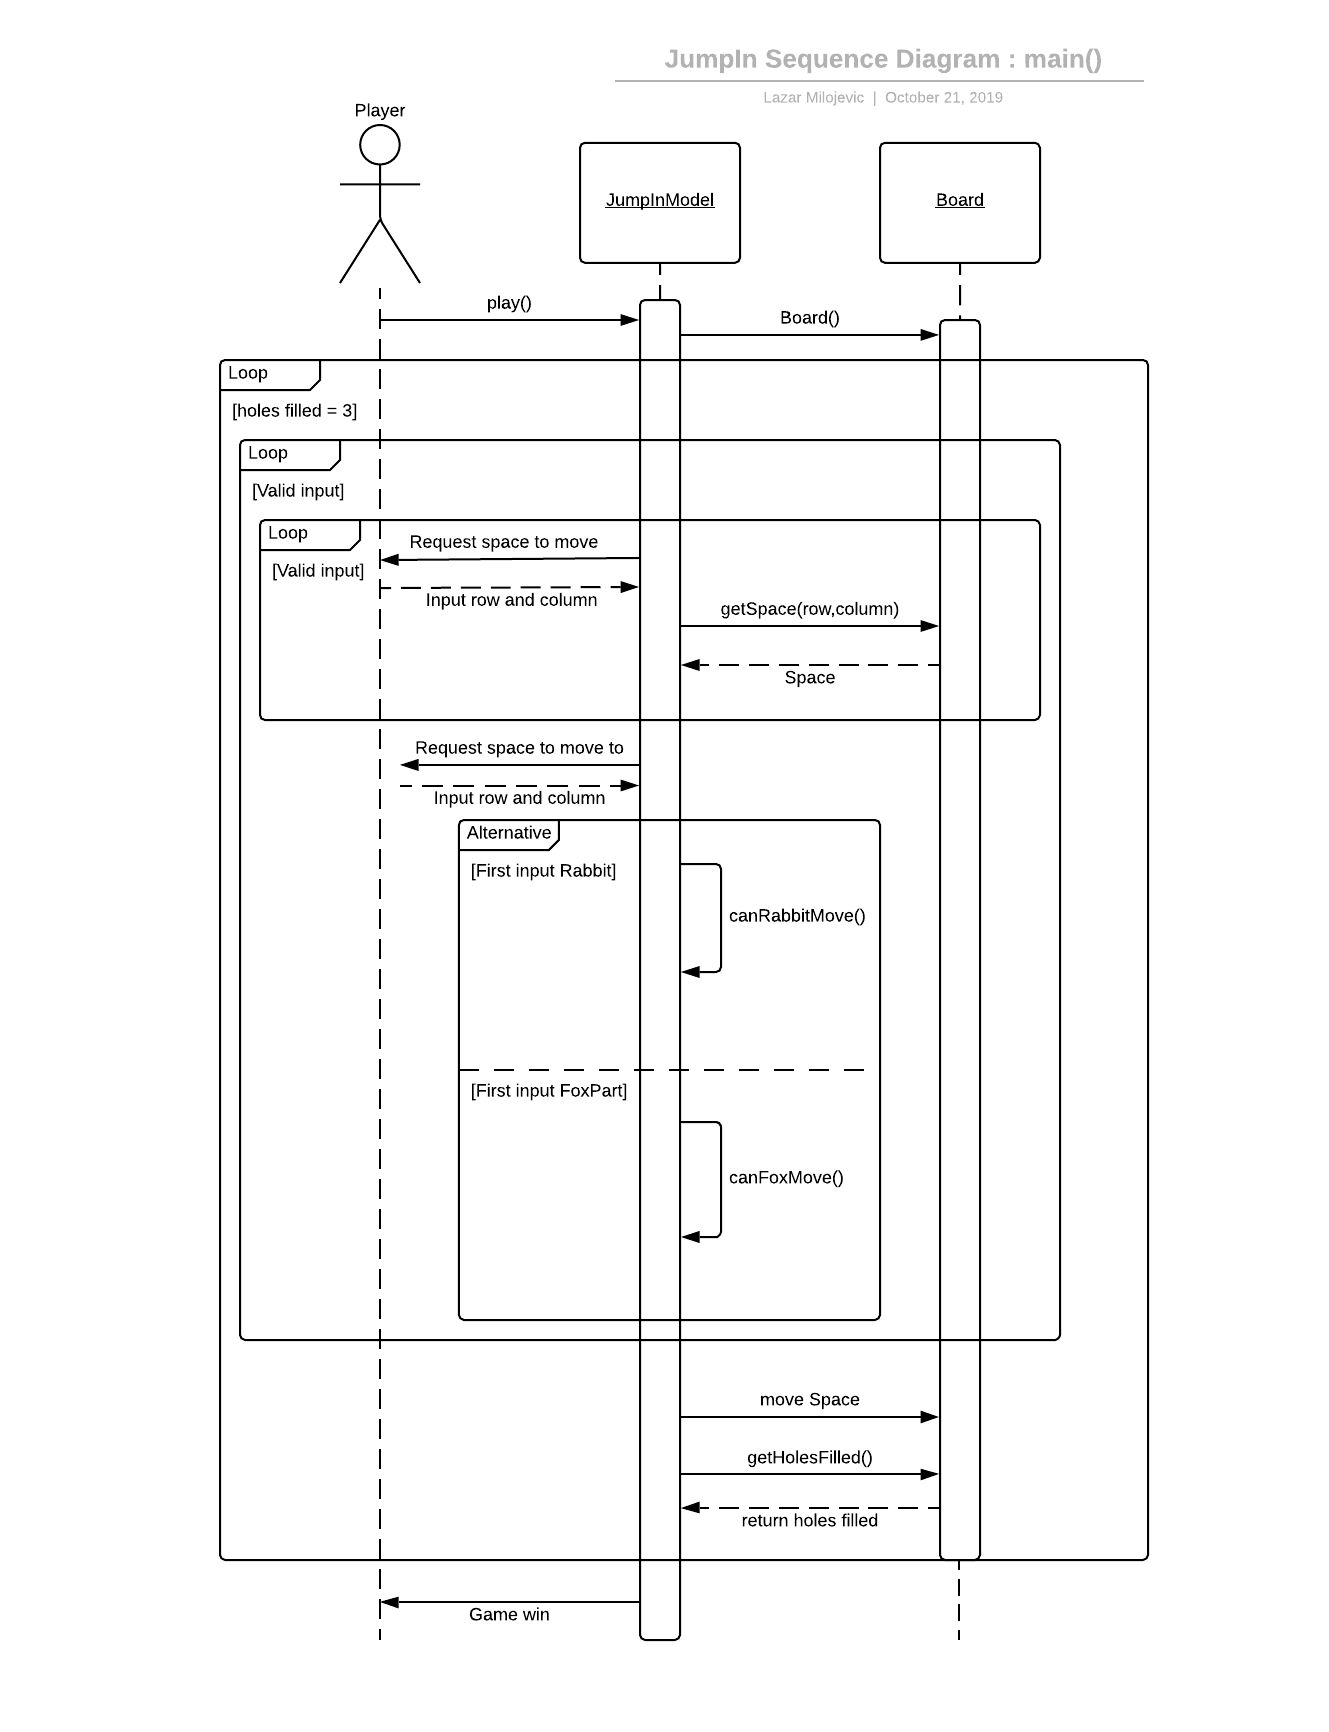 JumpIn Sequence Diagram : main()
Lazar Milojevic | October 21, 2019
Player
JumpInModel
Board
play()
Board()
Loop
[holes filled = 3]
Loop
[Valid input]
Loop
Request space to move
[Valid input]
Input row and column
getSpace(row,column)
Space
Request space to move to
Input row and column
Alternative
[First input Rabbit]
canRabbitMove()
[First input FoxPart]
canFoxMove()
move Space
getHolesFilled()
return holes filled
Game win